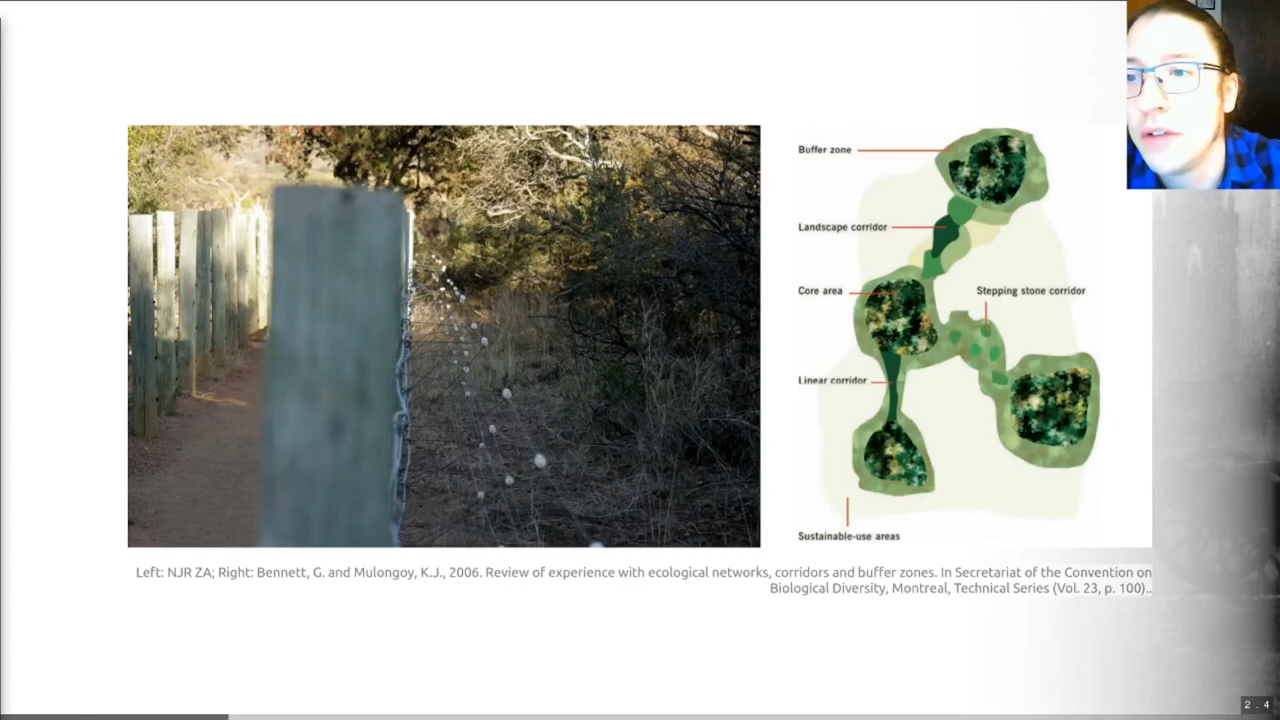 Buffer zone
Landscape corridor
Core area
Stepping stone corridor
Linear corridor
Sustainable-use areas
Left: NJR ZA; Right: Bennett, G. and Mulongoy, K.J., 2006. Review of experience with ecological networks, corridors and buffer zones. In Secretariat of the Convention on
Biological Diversity, Montreal, Technical Series (Vol. 23, p. 100)..
2 . 4